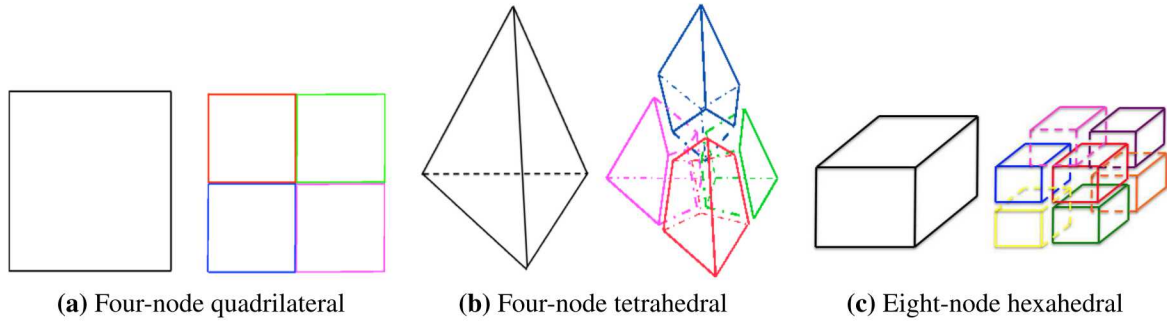 (a) Four-node quadrilateral
(b) Four-node tetrahedral
(c) Eight-node hexahedral